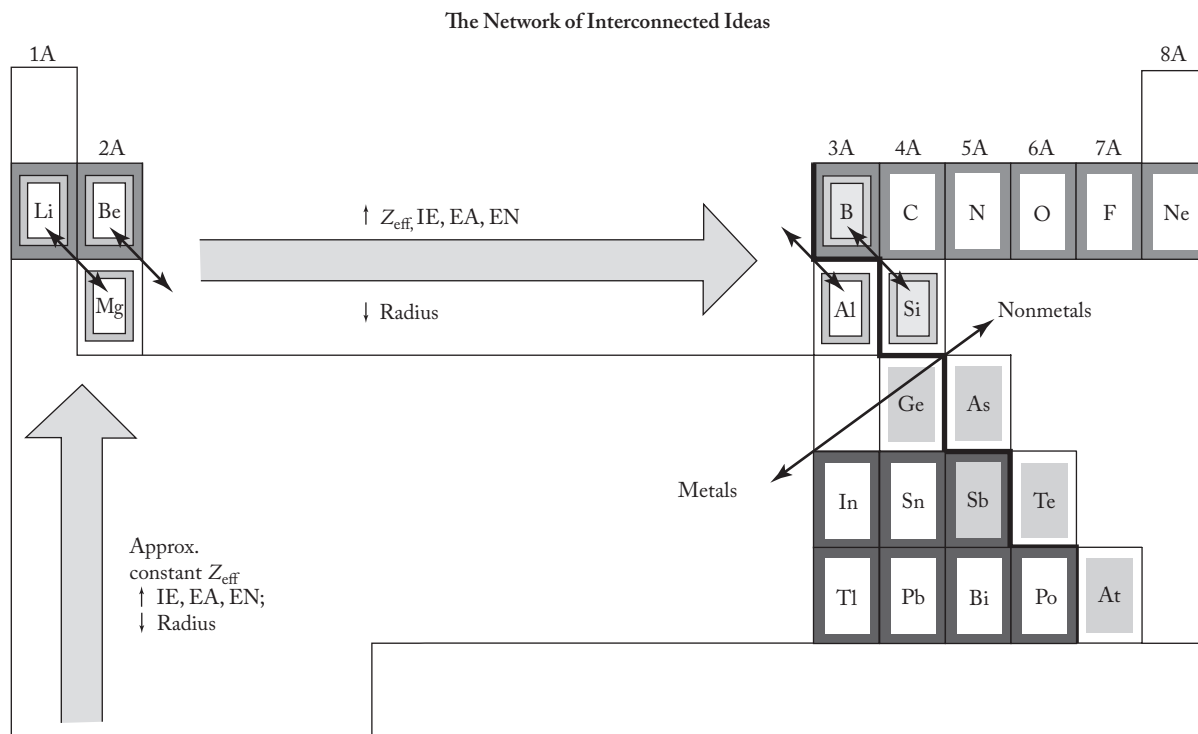 The Network of Interconnected Ideas
1A
8A
2A
3A 4A 5A 6A 7A
Li Be
B C N O F Ne
↑ Zeff, IE, EA, EN
Mg
Al Si
↓ Radius
Nonmetals
Ge As
Metals
In Sn Sb Te
Approx.
constant Zeff
↑ IE, EA, EN;
↓ Radius
Tl Pb Bi Po At